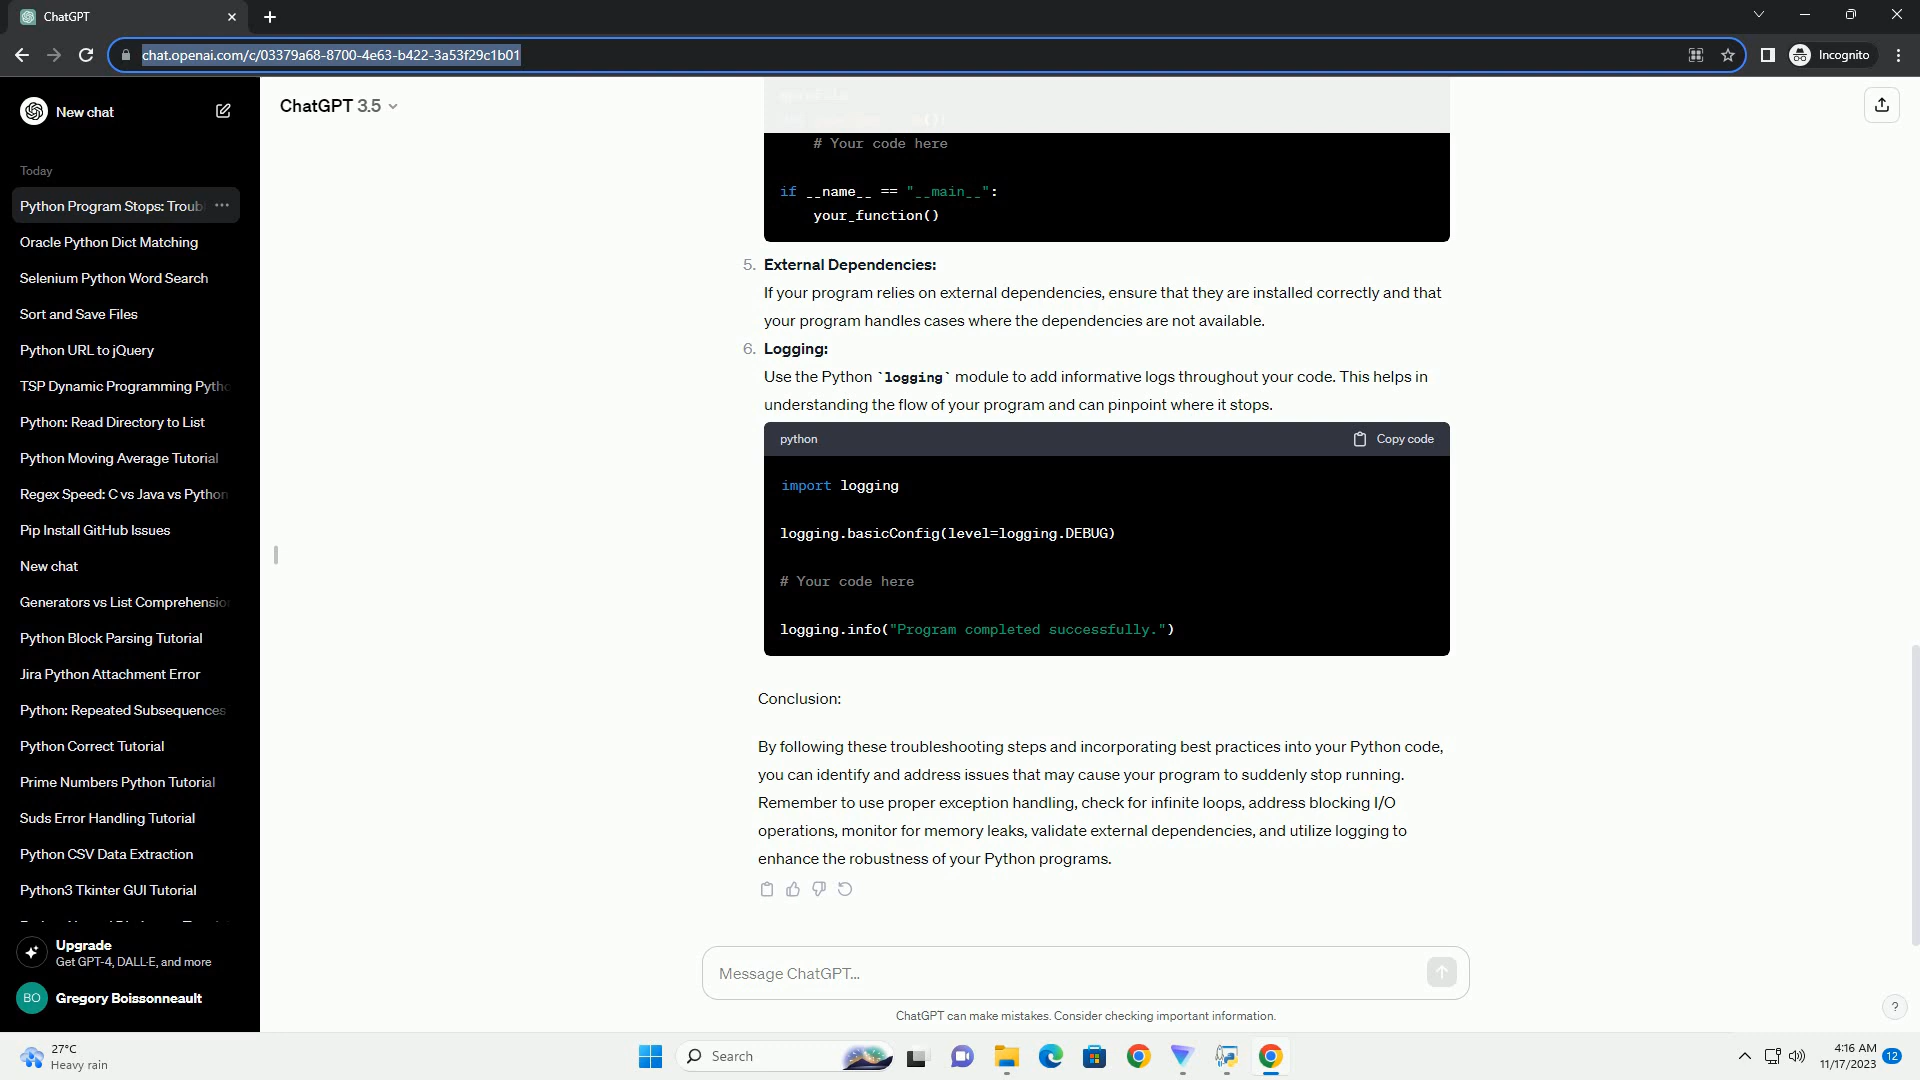 ChatGPT
chat.openai.com/c/03379a68-8700-4e63-b422-3a53f29c1b01
Incognito
New chat
Today
Python Program Stops: Troub
Oracle Python Dict Matching
Selenium Python Word Search
Sort and Save Files
Python URL to jQuery
TSP Dynamic Programming Pytho
Python: Read Directory to List
Python Moving Average Tutorial
Regex Speed: C vs Java vs Python
Pip Install GitHub Issues
New chat
Generators vs List Comprehension
Python Block Parsing Tutorial
Jira Python Attachment Error
Python: Repeated Subsequences
Python Correct Tutorial
Prime Numbers Python Tutorial
Suds Error Handling Tutorial
Python CSV Data Extraction
Python3 Tkinter GUI Tutorial
Upgrade
Get GPT-4, DALL·E, and more
BO Gregory Boissonneault
ChatGPT 3.5
# Your code here
if __name__ == "__main__":
your_function()
5. External Dependencies:
If your program relies on external dependencies, ensure that they are installed correctly and that
your program handles cases where the dependencies are not available.
6. Logging:
Use the Python `logging` module to add informative logs throughout your code. This helps in
understanding the flow of your program and can pinpoint where it stops.
python Copy code
import logging
logging.basicConfig(level=logging.DEBUG)
# Your code here
logging.info("Program completed successfully.")
Conclusion:
By following these troubleshooting steps and incorporating best practices into your Python code,
you can identify and address issues that may cause your program to suddenly stop running.
Remember to use proper exception handling, check for infinite loops, address blocking I/O
operations, monitor for memory leaks, validate external dependencies, and utilize logging to
enhance the robustness of your Python programs.
Message ChatGPT...
ChatGPT can make mistakes. Consider checking important information.
?
27°C
Heavy rain
Search
4:16 AM
11/17/2023
12